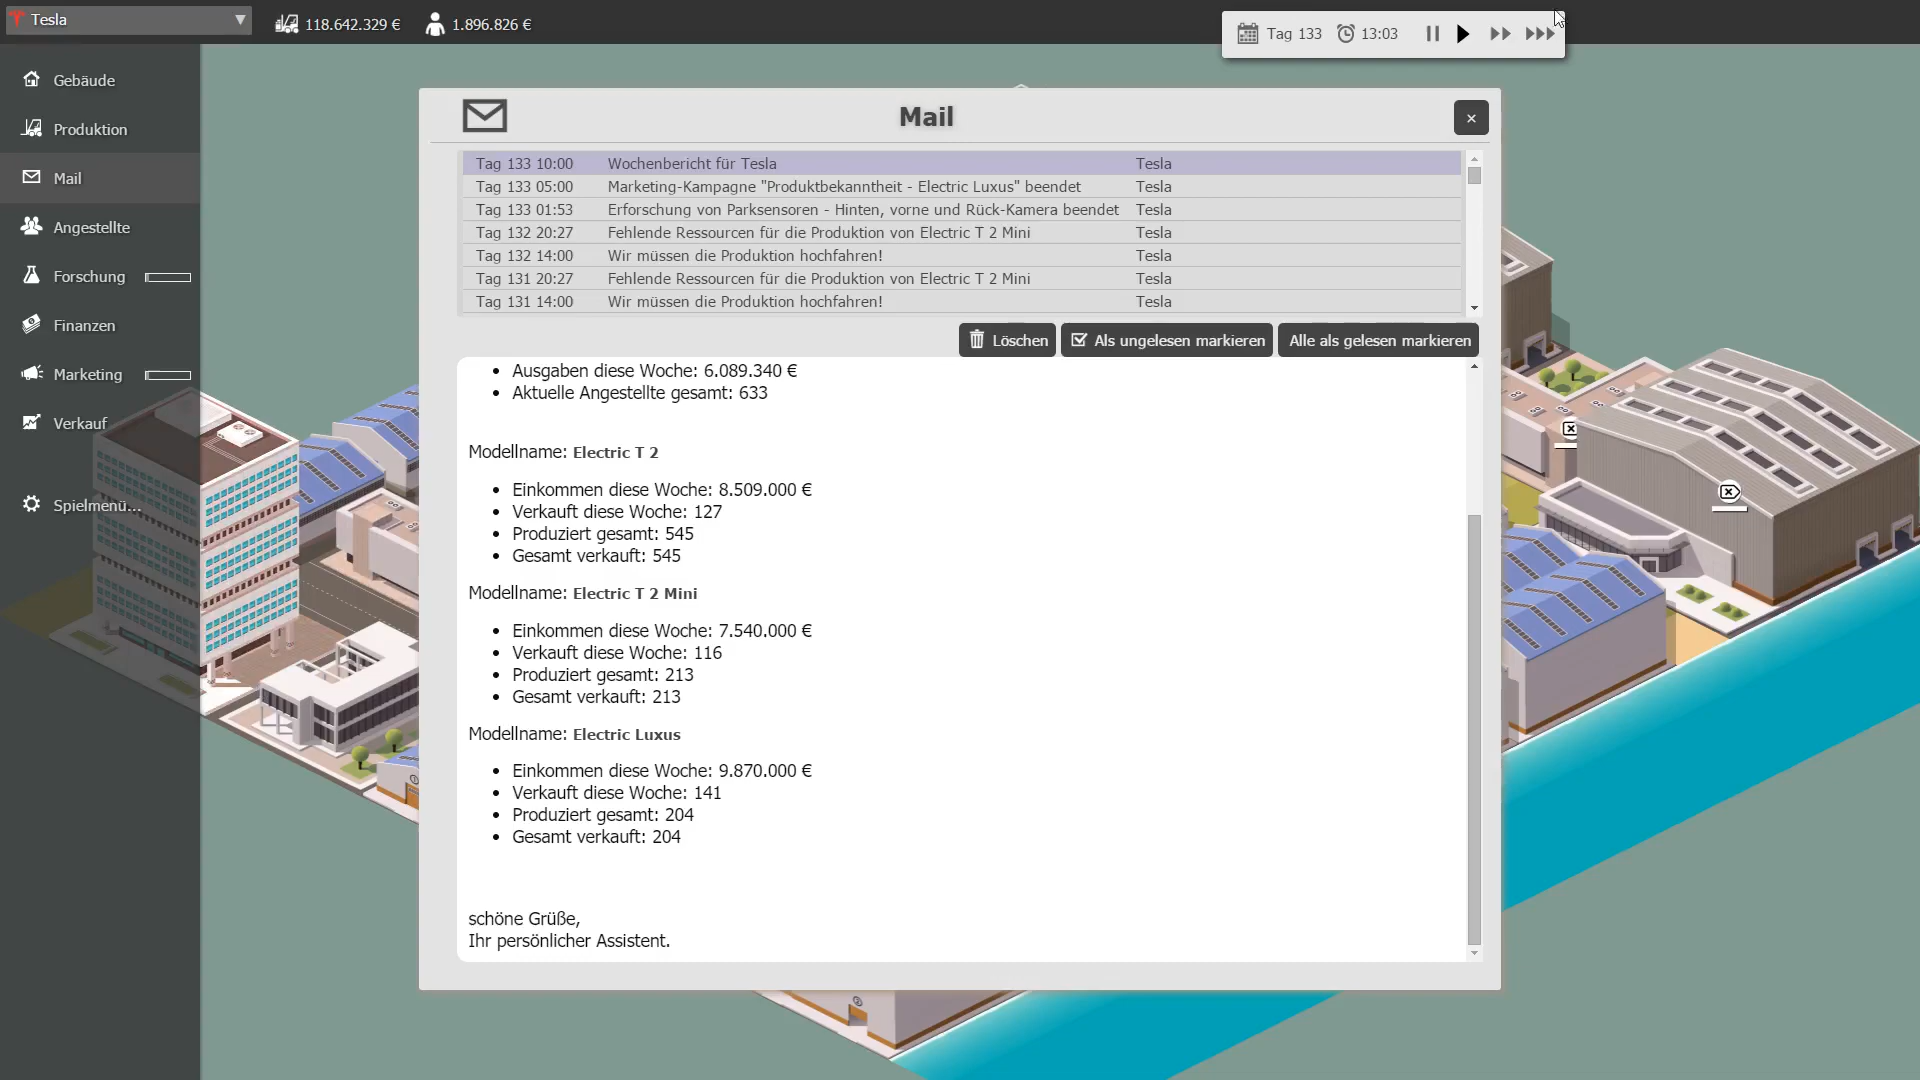 Tesla
118.642.329 €
1.896.826 €
Tag 133
13:03
Gebäude
Produktion
Mail
Angestellte
Forschung
Finanzen
Marketing
Verkauf
Spielmenü...
Mail
×
Tag 133 10:00 Wochenbericht für Tesla Tesla
Tag 133 05:00 Marketing-Kampagne "Produktbekanntheit - Electric Luxus" beendet Tesla
Tag 133 01:53 Erforschung von Parksensoren - Hinten, vorne und Rück-Kamera beendet Tesla
Tag 132 20:27 Fehlende Ressourcen für die Produktion von Electric T 2 Mini Tesla
Tag 132 14:00 Wir müssen die Produktion hochfahren! Tesla
Tag 131 20:27 Fehlende Ressourcen für die Produktion von Electric T 2 Mini Tesla
Tag 131 14:00 Wir müssen die Produktion hochfahren! Tesla
Löschen
Als ungelesen markieren
Alle als gelesen markieren
• Ausgaben diese Woche: 6.089.340 €
• Aktuelle Angestellte gesamt: 633
Modellname: Electric T 2
• Einkommen diese Woche: 8.509.000 €
• Verkauft diese Woche: 127
• Produziert gesamt: 545
• Gesamt verkauft: 545
Modellname: Electric T 2 Mini
• Einkommen diese Woche: 7.540.000 €
• Verkauft diese Woche: 116
• Produziert gesamt: 213
• Gesamt verkauft: 213
Modellname: Electric Luxus
• Einkommen diese Woche: 9.870.000 €
• Verkauft diese Woche: 141
• Produziert gesamt: 204
• Gesamt verkauft: 204
schöne Grüße,
Ihr persönlicher Assistent.